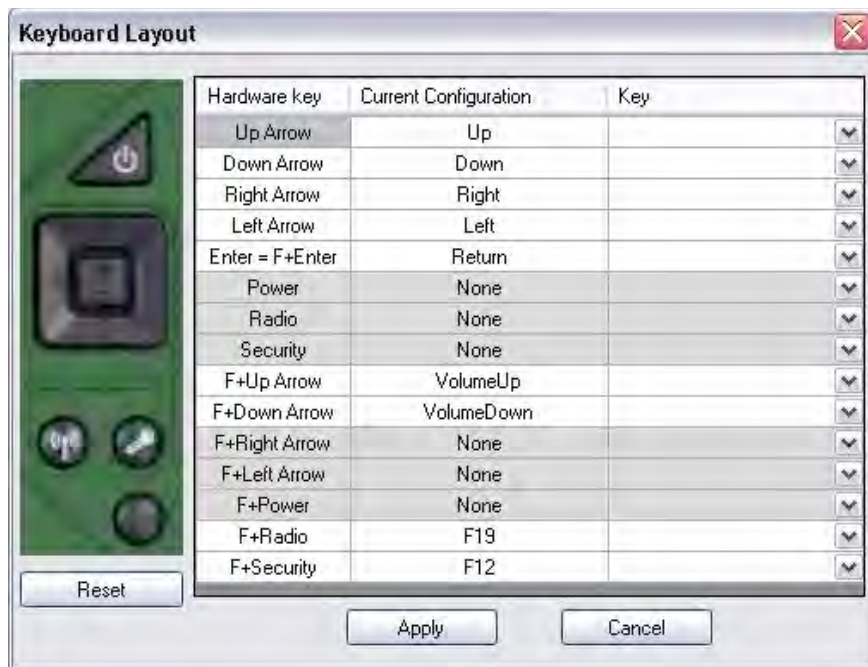 Keyboard Layout
Hardware key Current Configuration Key
Up Arrow Up
Down Arrow Down
Right Arrow Right
Left Arrow Left
Enter = F+Enter Return
Power None
Radio None
Security None
F+Up Arrow VolumeUp
F+Down Arrow VolumeDown
F+Right Arrow None
F+Left Arrow None
F+Power None
F+Radio F19
F+Security F12
Reset
Apply Cancel